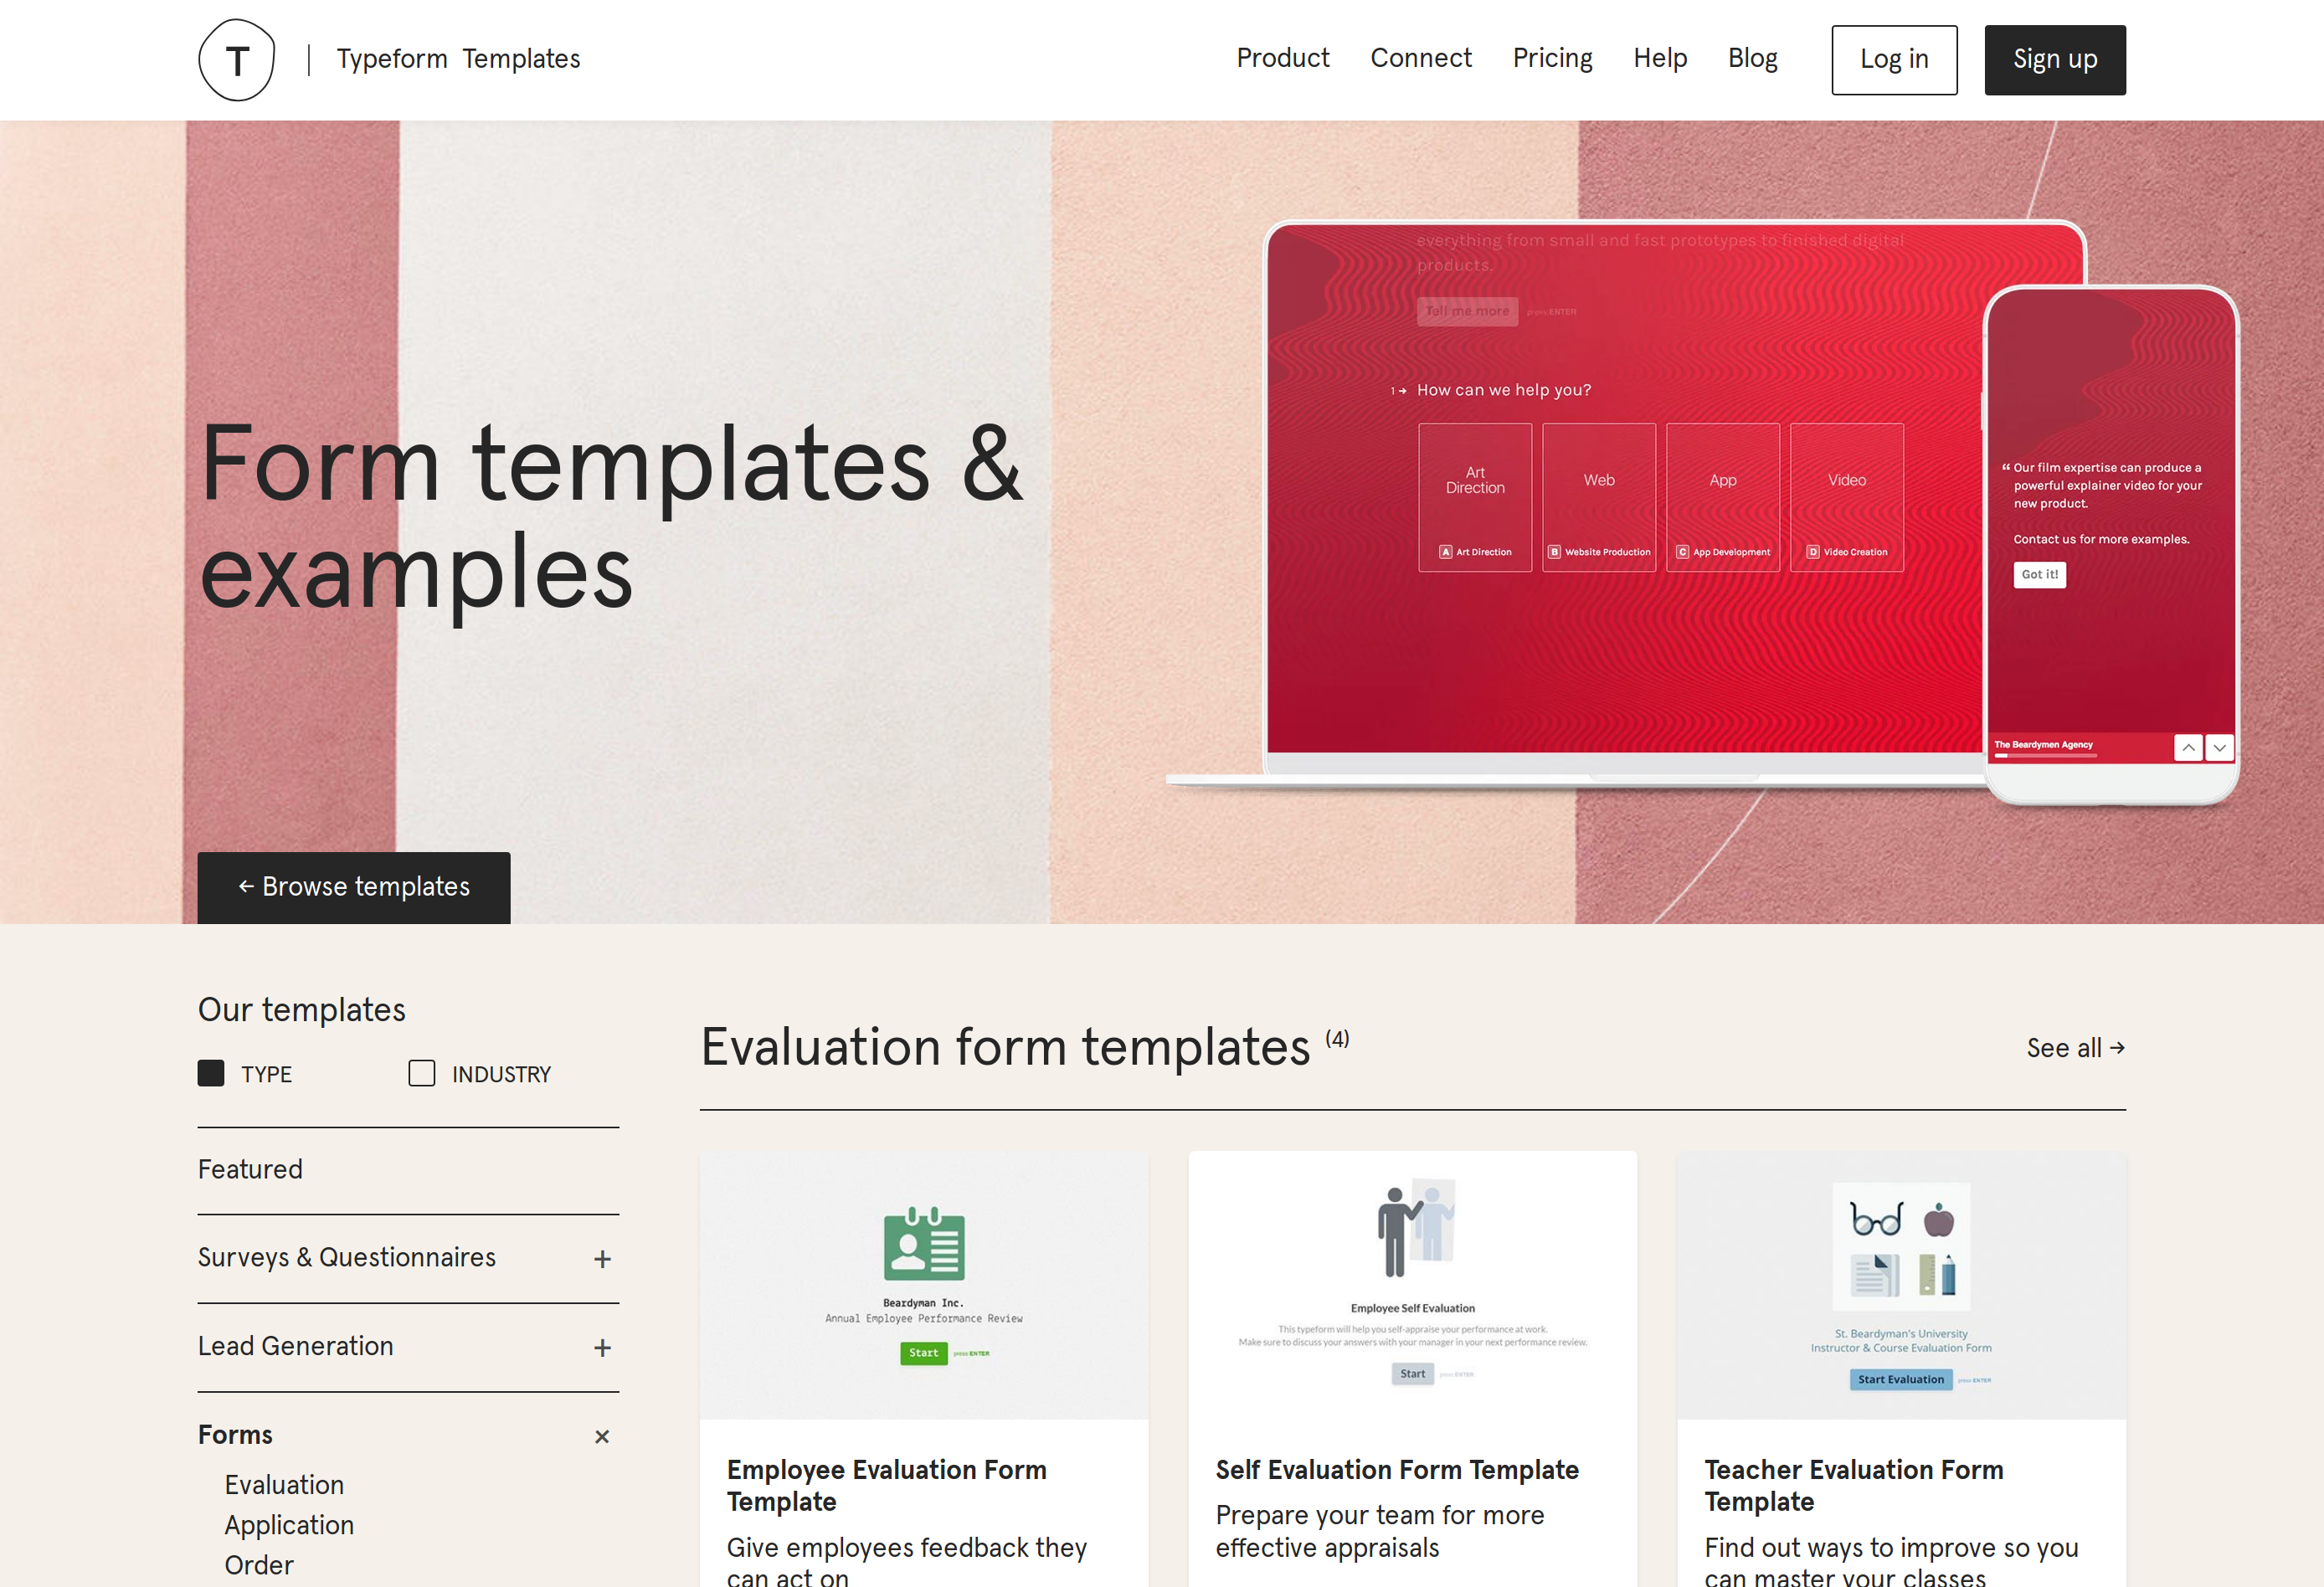 T
Typeform Templates
Product Connect Pricing Help Blog Log in Sign up
Form templates &
examples
everything from small and fast prototypes to finished digital
products.
Tell me more press ENTER
1 → How can we help you?
Art
Direction
Web
App
Video
A Art Direction
B Website Production
C App Development
D Video Creation
“ Our film expertise can produce a
powerful explainer video for your
new product.
Contact us for more examples.
Got it!
The Beardymen Agency
← Browse templates
Our templates
TYPE INDUSTRY
Featured
Surveys & Questionnaires +
Lead Generation +
Forms ×
Evaluation
Application
Order
Evaluation form templates (4)
See all →
Beardyman Inc.
Annual Employee Performance Review
Start press ENTER
Employee Evaluation Form
Template
Give employees feedback they
can act on
Employee Self Evaluation
This typeform will help you self-appraise your performance at work.
Make sure to discuss your answers with your manager in your next performance review.
Start press ENTER
Self Evaluation Form Template
Prepare your team for more
effective appraisals
St. Beardyman's University
Instructor & Course Evaluation Form
Start Evaluation press ENTER
Teacher Evaluation Form
Template
Find out ways to improve so you
can master your classes